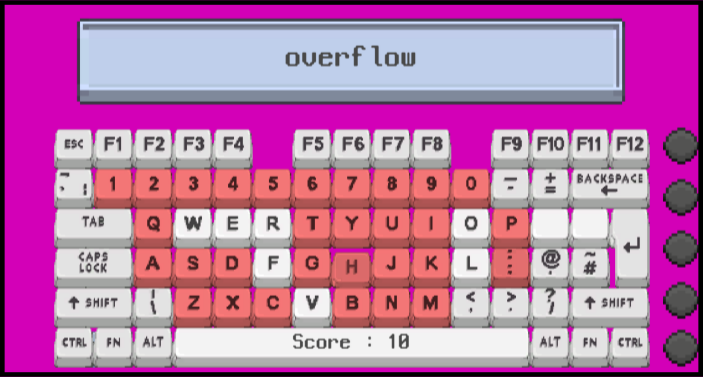 overflow
ESC F1 F2 F3 F4 F5 F6 F7 F8 F9 F10 F11 F12
1 2 3 4 5 6 7 8 9 0 - + = BACKSPACE ←
TAB Q W E R T Y U I O P ↵
CAPS LOCK A S D F G H J K L : @ ~ #
↑ SHIFT \ Z X C V B N M < , > . ? / ↑ SHIFT
CTRL FN ALT Score : 10 ALT FN CTRL